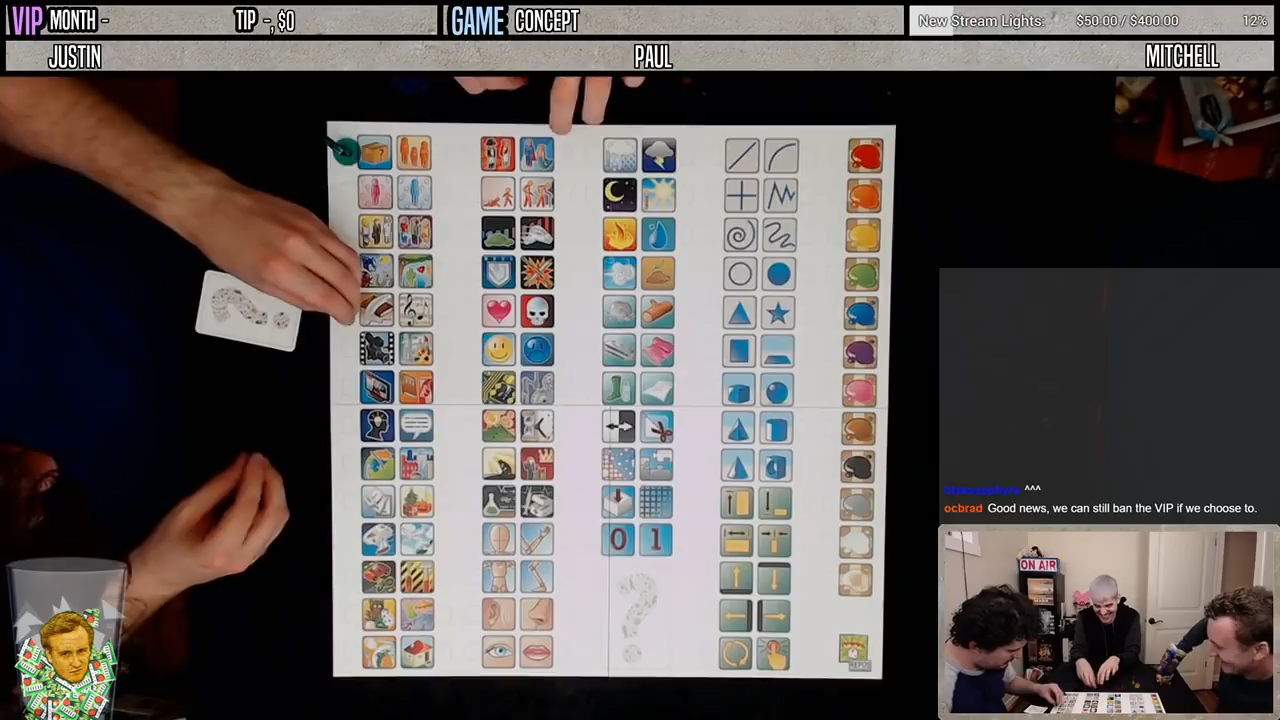 VIP MONTH -
TIP -, $0
GAME CONCEPT
New Stream Lights: $50.00 / $400.00 12%
JUSTIN
PAUL
MITCHELL
0 1
?
REPOS
^^^
ocbrad Good news, we can still ban the VIP if we choose to.
ON AIR